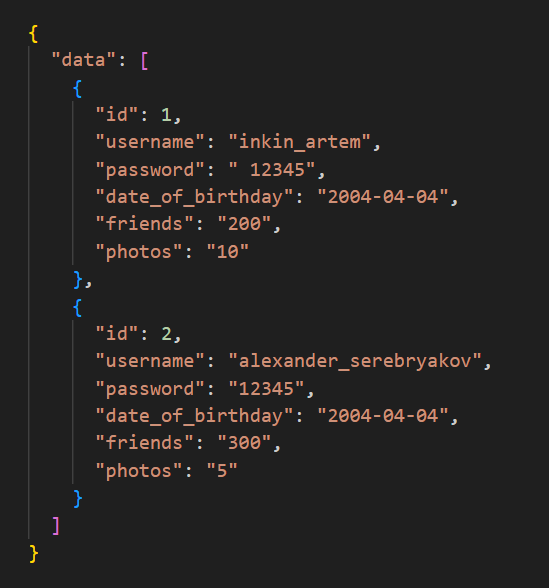 {
"data": [
{
"id": 1,
"username": "inkin_artem",
"password": " 12345",
"date_of_birthday": "2004-04-04",
"friends": "200",
"photos": "10"
},
{
"id": 2,
"username": "alexander_serebryakov",
"password": "12345",
"date_of_birthday": "2004-04-04",
"friends": "300",
"photos": "5"
}
]
}